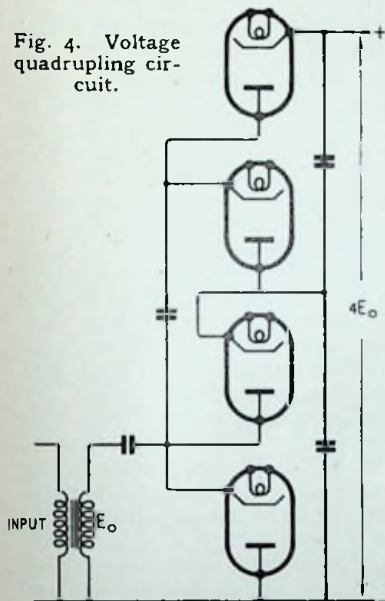 Fig. 4. Voltage
quadrupling cir-
cuit.
+
4E₀
INPUT
E₀